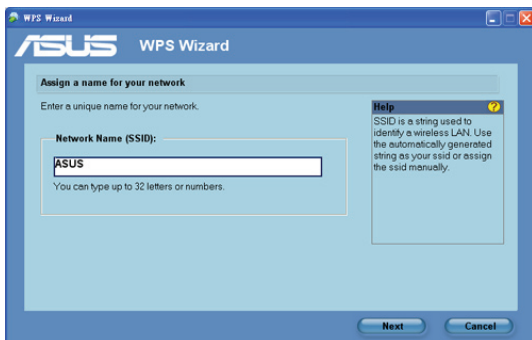 WPS Wizard
ASUS WPS Wizard
Assign a name for your network
Enter a unique name for your network.
Network Name (SSID):
ASUS
You can type up to 32 letters or numbers.
Help
SSID is a string used to
identify a wireless LAN. Use
the automatically generated
string as your ssid or assign
the ssid manually.
Next Cancel